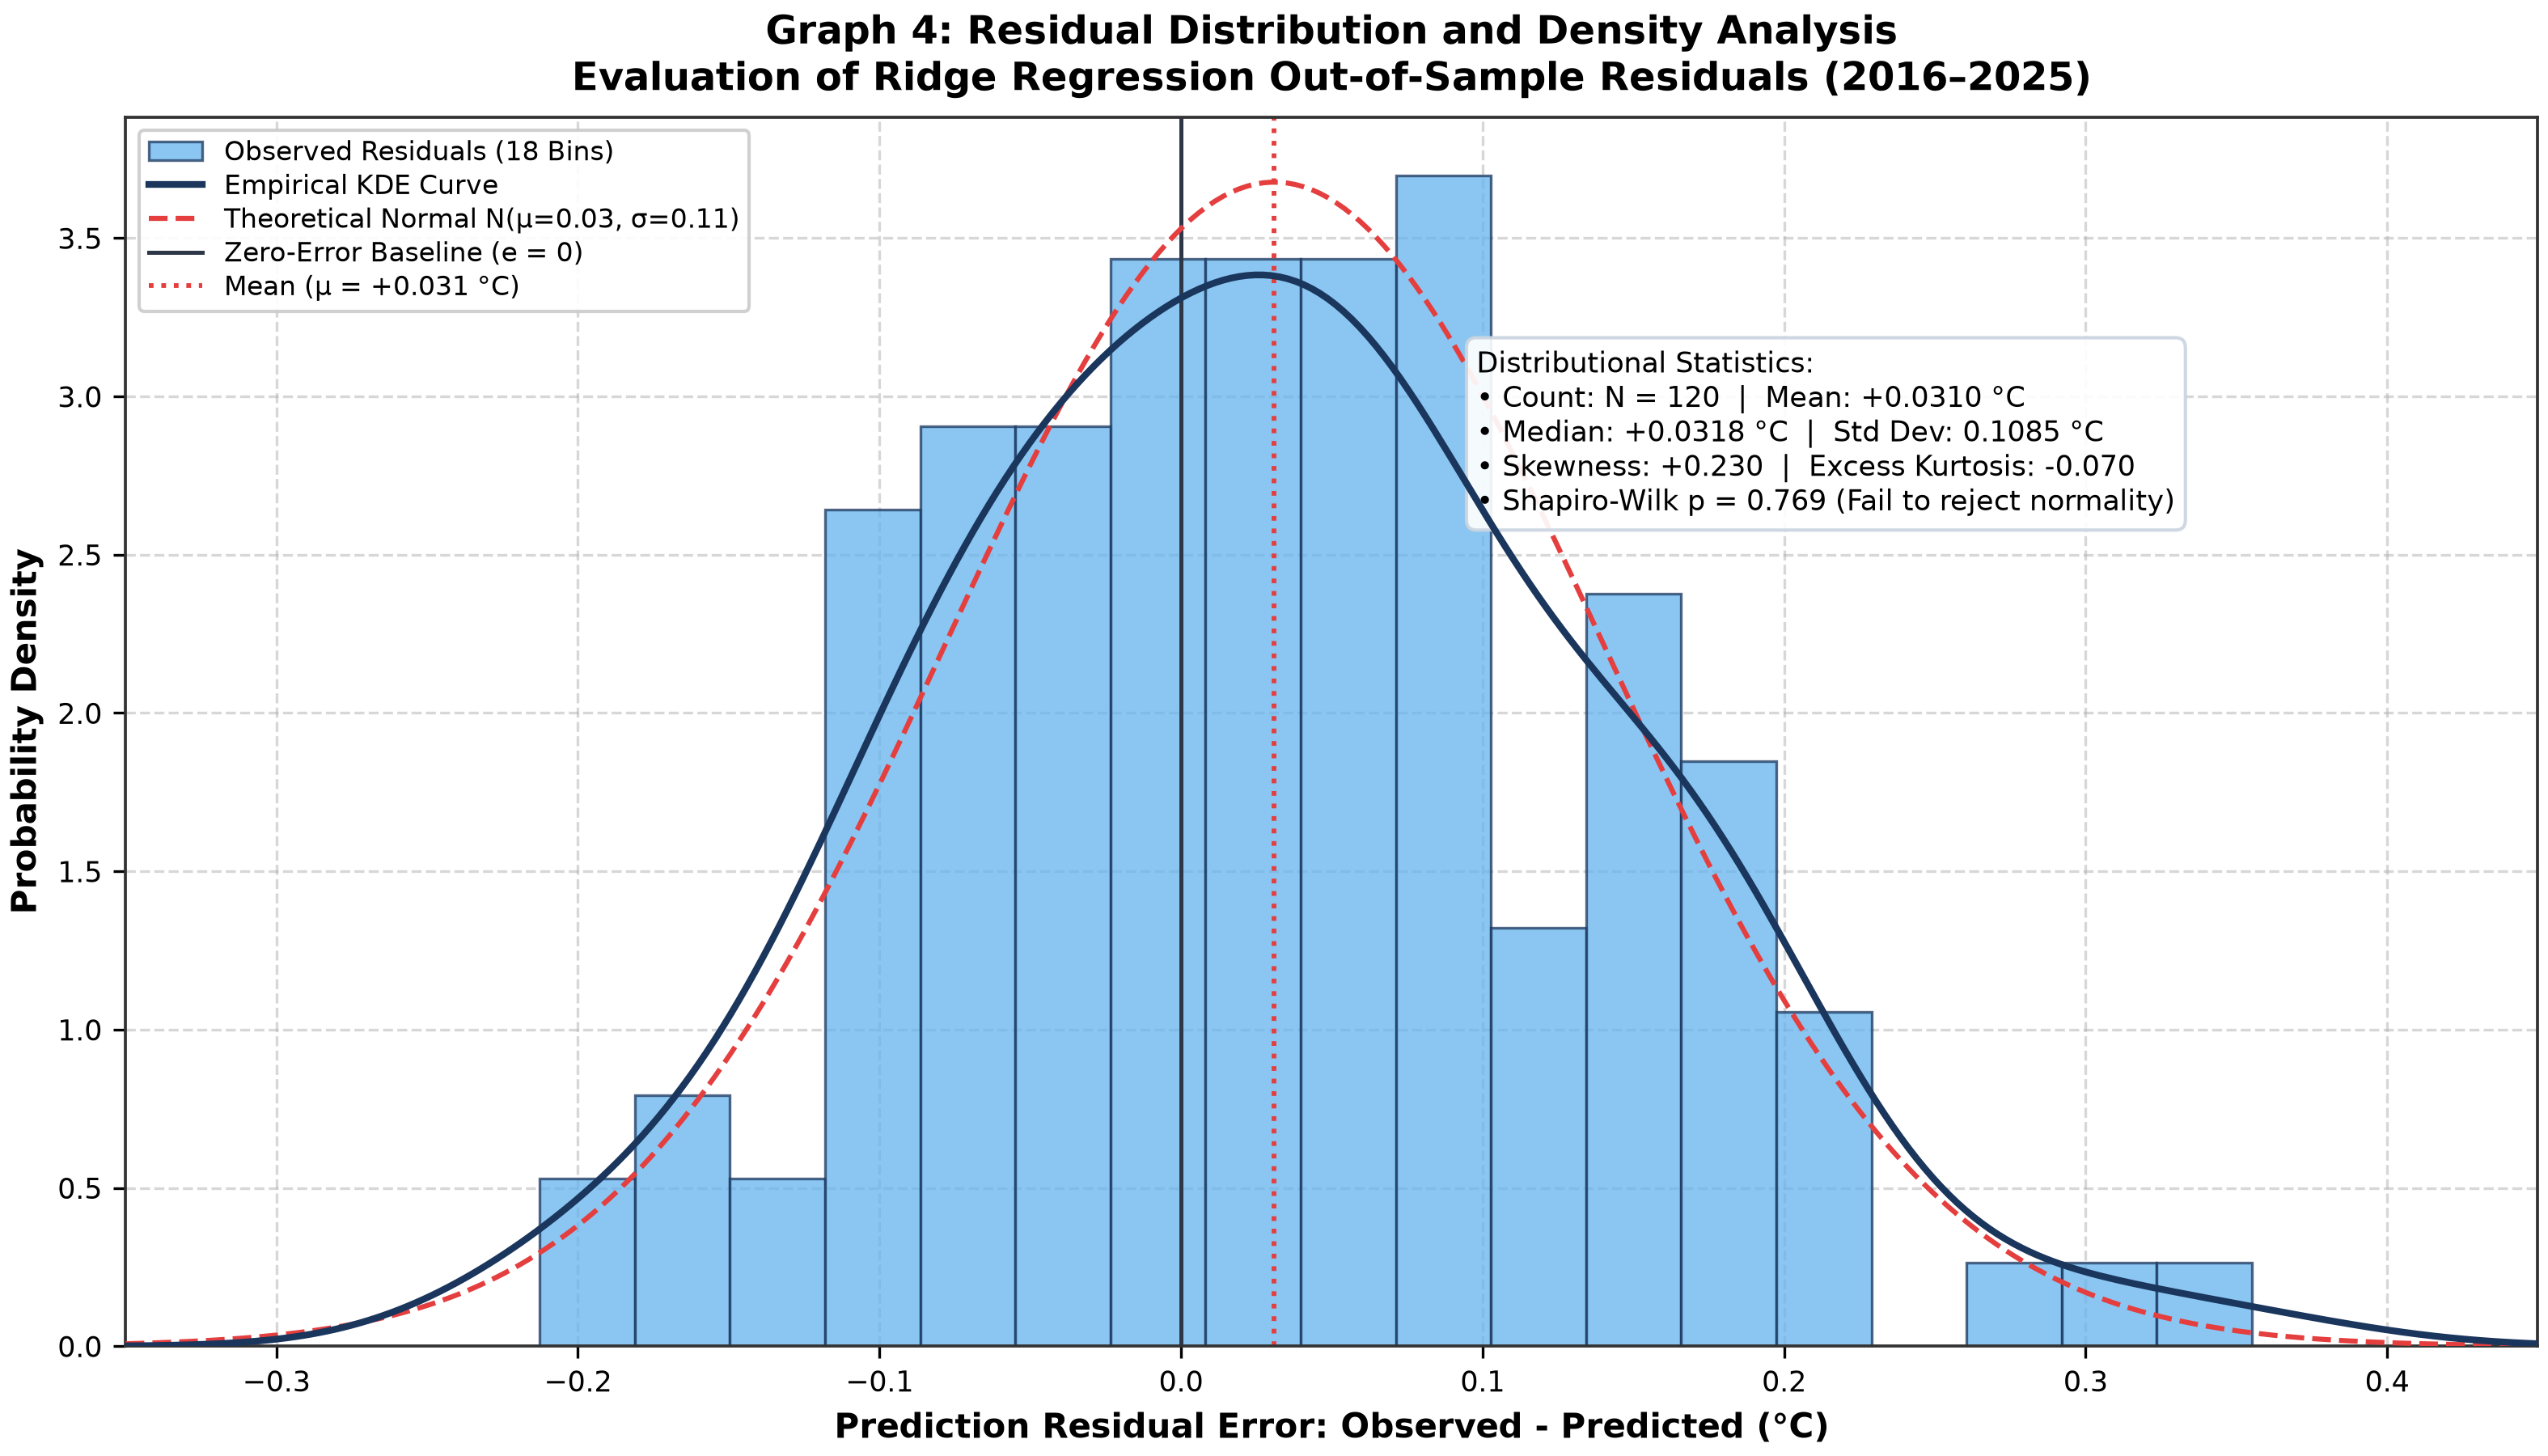 Graph 4: Residual Distribution and Density Analysis
Evaluation of Ridge Regression Out-of-Sample Residuals (2016–2025)
Observed Residuals (18 Bins)
Empirical KDE Curve
Theoretical Normal N(μ=0.03, σ=0.11)
Zero-Error Baseline (e = 0)
Mean (μ = +0.031 °C)
Distributional Statistics:
• Count: N = 120 | Mean: +0.0310 °C
• Median: +0.0318 °C | Std Dev: 0.1085 °C
• Skewness: +0.230 | Excess Kurtosis: -0.070
• Shapiro-Wilk p = 0.769 (Fail to reject normality)
Probability Density
3.5
3.0
2.5
2.0
1.5
1.0
0.5
0.0
−0.3 −0.2 −0.1 0.0 0.1 0.2 0.3 0.4
Prediction Residual Error: Observed - Predicted (°C)